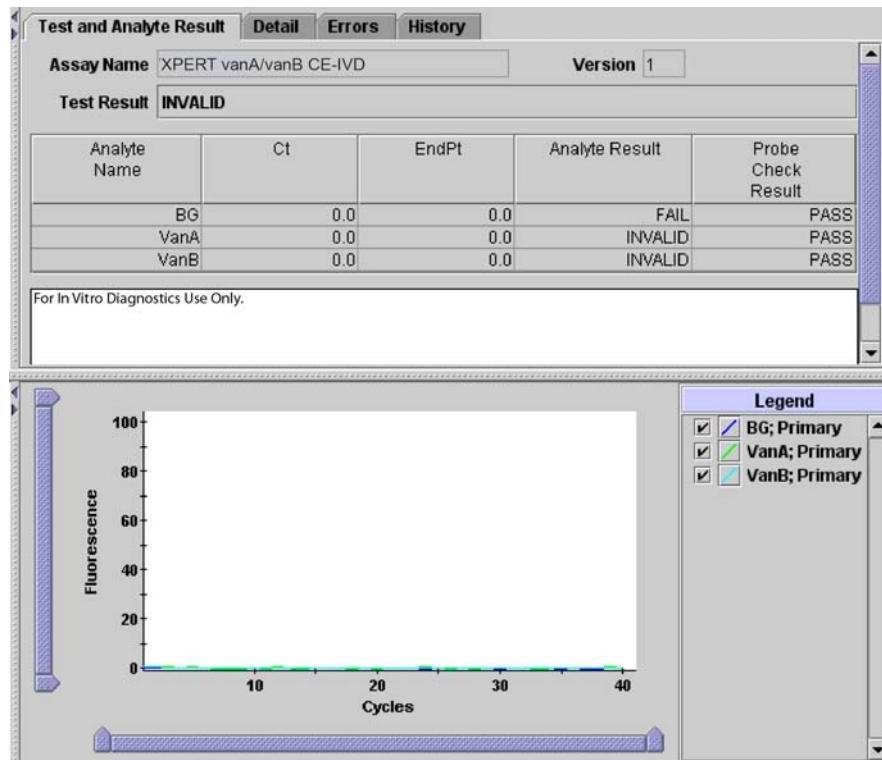 Test and Analyte Result Detail Errors History
Assay Name XPERT vanA/vanB CE-IVD Version 1
Test Result INVALID
Analyte Name Ct EndPt Analyte Result Probe Check Result
BG 0.0 0.0 FAIL PASS
VanA 0.0 0.0 INVALID PASS
VanB 0.0 0.0 INVALID PASS
For In Vitro Diagnostics Use Only.
Legend
BG; Primary
VanA; Primary
VanB; Primary
Fluorescence
100
80
60
40
20
0
10 20 30 40
Cycles